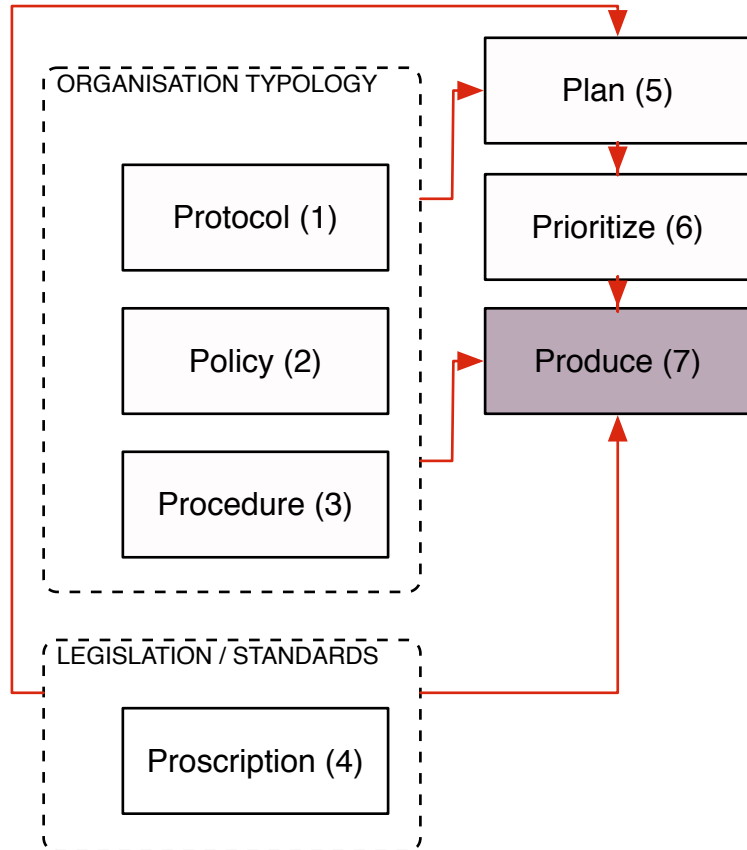 ORGANISATION TYPOLOGY
Protocol (1)
Policy (2)
Procedure (3)
LEGISLATION / STANDARDS
Proscription (4)
Plan (5)
Prioritize (6)
Produce (7)